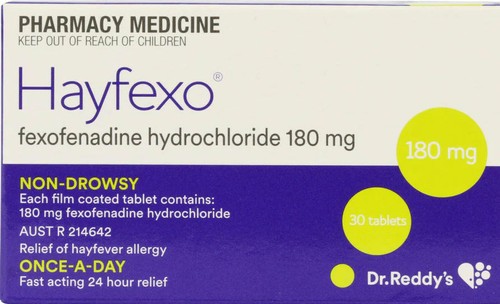 PHARMACY MEDICINE
KEEP OUT OF REACH OF CHILDREN
Hayfexo®
fexofenadine hydrochloride 180 mg
180 mg
NON-DROWSY
Each film coated tablet contains:
180 mg fexofenadine hydrochloride
30 tablets
AUST R 214642
Relief of hayfever allergy
ONCE-A-DAY
Fast acting 24 hour relief
Dr.Reddy's